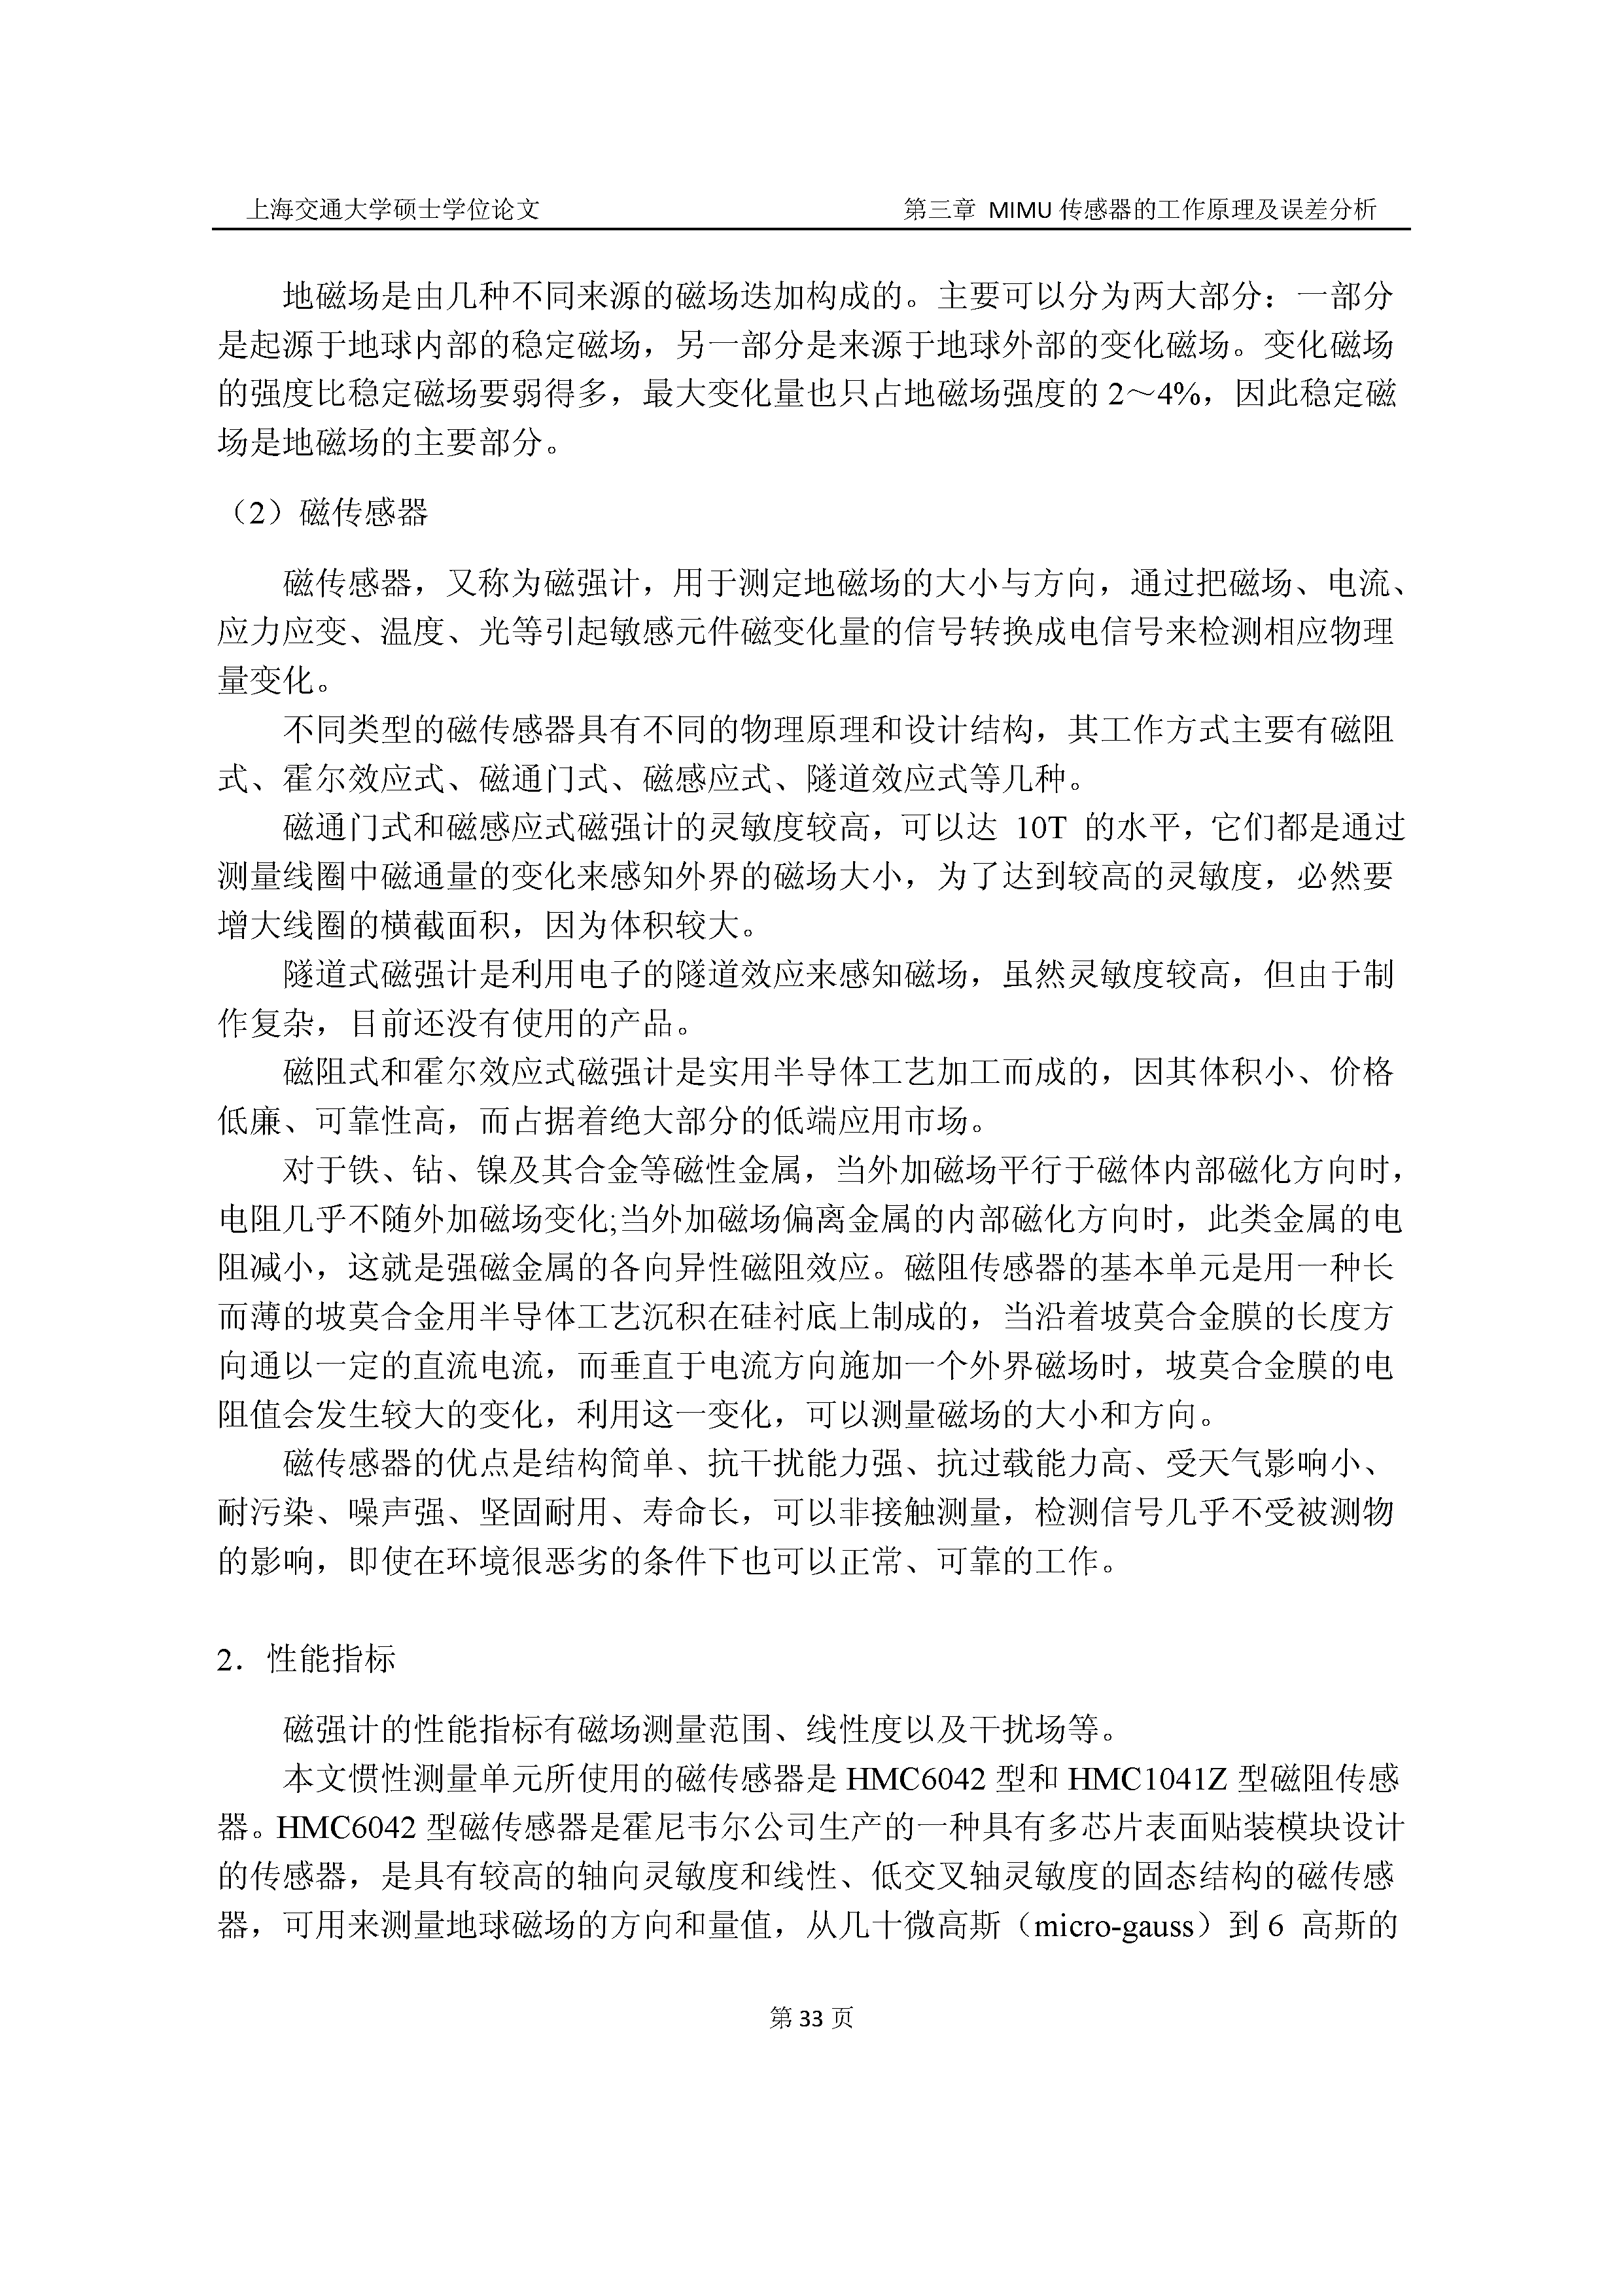 上海交通大学硕士学位论文 第三章 MIMU 传感器的工作原理及误差分析
地磁场是由几种不同来源的磁场迭加构成的。主要可以分为两大部分：一部分
是起源于地球内部的稳定磁场，另一部分是来源于地球外部的变化磁场。变化磁场
的强度比稳定磁场要弱得多，最大变化量也只占地磁场强度的 2～4%，因此稳定磁
场是地磁场的主要部分。
（2）磁传感器
磁传感器，又称为磁强计，用于测定地磁场的大小与方向，通过把磁场、电流、
应力应变、温度、光等引起敏感元件磁变化量的信号转换成电信号来检测相应物理
量变化。
不同类型的磁传感器具有不同的物理原理和设计结构，其工作方式主要有磁阻
式、霍尔效应式、磁通门式、磁感应式、隧道效应式等几种。
磁通门式和磁感应式磁强计的灵敏度较高，可以达 10T 的水平，它们都是通过
测量线圈中磁通量的变化来感知外界的磁场大小，为了达到较高的灵敏度，必然要
增大线圈的横截面积，因为体积较大。
隧道式磁强计是利用电子的隧道效应来感知磁场，虽然灵敏度较高，但由于制
作复杂，目前还没有使用的产品。
磁阻式和霍尔效应式磁强计是实用半导体工艺加工而成的，因其体积小、价格
低廉、可靠性高，而占据着绝大部分的低端应用市场。
对于铁、钻、镍及其合金等磁性金属，当外加磁场平行于磁体内部磁化方向时，
电阻几乎不随外加磁场变化;当外加磁场偏离金属的内部磁化方向时，此类金属的电
阻减小，这就是强磁金属的各向异性磁阻效应。磁阻传感器的基本单元是用一种长
而薄的坡莫合金用半导体工艺沉积在硅衬底上制成的，当沿着坡莫合金膜的长度方
向通以一定的直流电流，而垂直于电流方向施加一个外界磁场时，坡莫合金膜的电
阻值会发生较大的变化，利用这一变化，可以测量磁场的大小和方向。
磁传感器的优点是结构简单、抗干扰能力强、抗过载能力高、受天气影响小、
耐污染、噪声强、坚固耐用、寿命长，可以非接触测量，检测信号几乎不受被测物
的影响，即使在环境很恶劣的条件下也可以正常、可靠的工作。
2．性能指标
磁强计的性能指标有磁场测量范围、线性度以及干扰场等。
本文惯性测量单元所使用的磁传感器是 HMC6042 型和 HMC1041Z 型磁阻传感
器。HMC6042 型磁传感器是霍尼韦尔公司生产的一种具有多芯片表面贴装模块设计
的传感器，是具有较高的轴向灵敏度和线性、低交叉轴灵敏度的固态结构的磁传感
器，可用来测量地球磁场的方向和量值，从几十微高斯（micro-gauss）到 6 高斯的
第 33 页